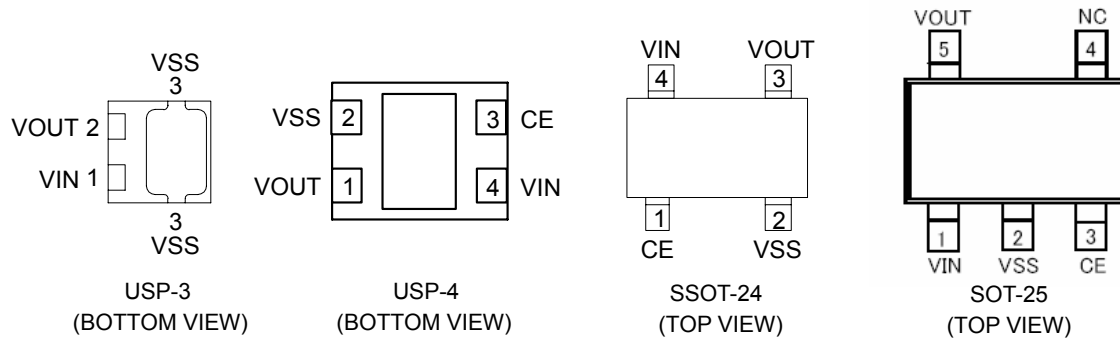 VSS
3
VOUT 2
VIN 1
3
VSS
USP-3
(BOTTOM VIEW)
VSS 2
3 CE
VOUT 1
4 VIN
USP-4
(BOTTOM VIEW)
VIN
VOUT
4
3
1
2
CE
VSS
SSOT-24
(TOP VIEW)
VOUT
NC
5
4
1
2
3
VIN
VSS
CE
SOT-25
(TOP VIEW)